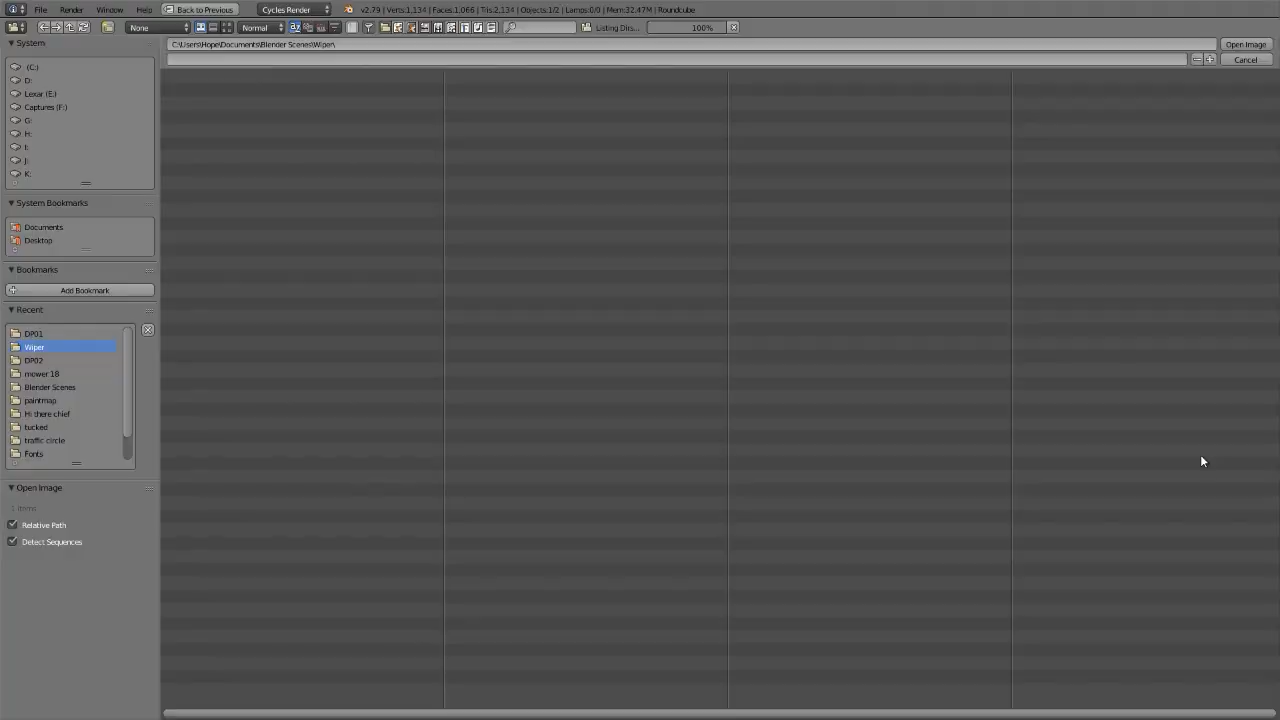 File Render Window Help Back to Previous Cycles Render v2.79 | Verts:1,134 | Faces:1,066 | Tris:2,134 | Objects:1/2 | Lamps:0/0 | Mem:32.47M | Roundcube
None Normal Listing Dirs... 100%
System
C:\Users\Hope\Documents\Blender Scenes\Wiper\
Open Image
Cancel
(C:)
D:
Lexar (E:)
Captures (F:)
G:
H:
I:
J:
K:
System Bookmarks
Documents
Desktop
Bookmarks
Add Bookmark
Recent
DP01
Wiper
DP02
mower 18
Blender Scenes
paintmap
Hi there chief
tucked
traffic circle
Fonts
Open Image
Relative Path
Detect Sequences